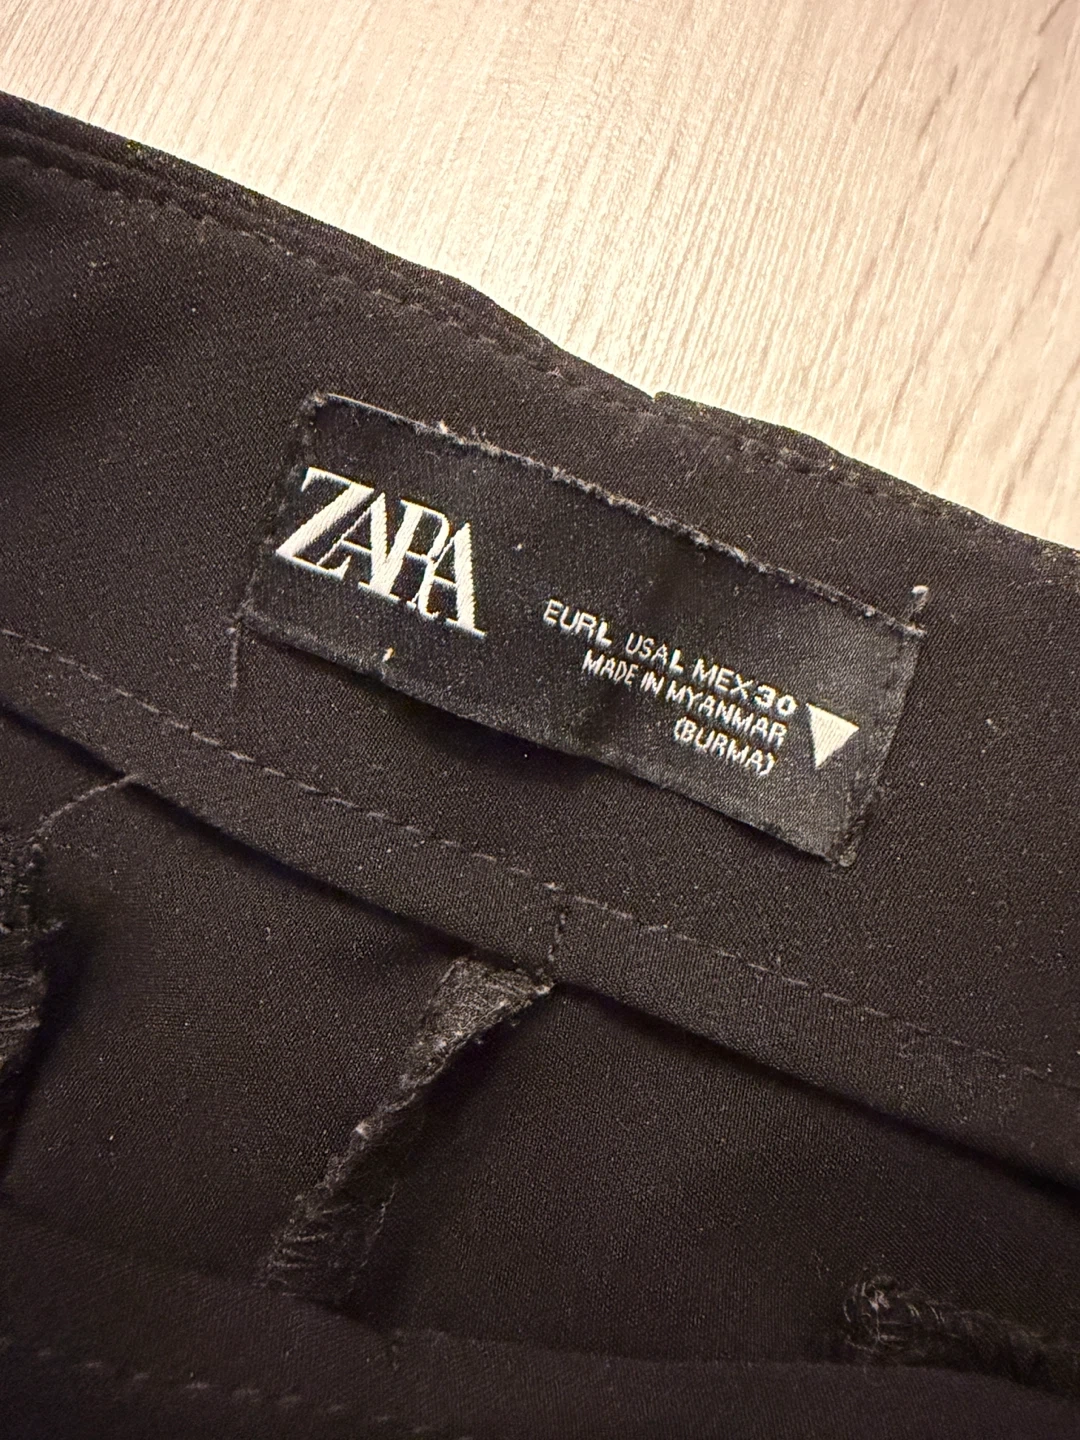 ZARA
EUR L USA L MEX 30
MADE IN MYANMAR
(BURMA)